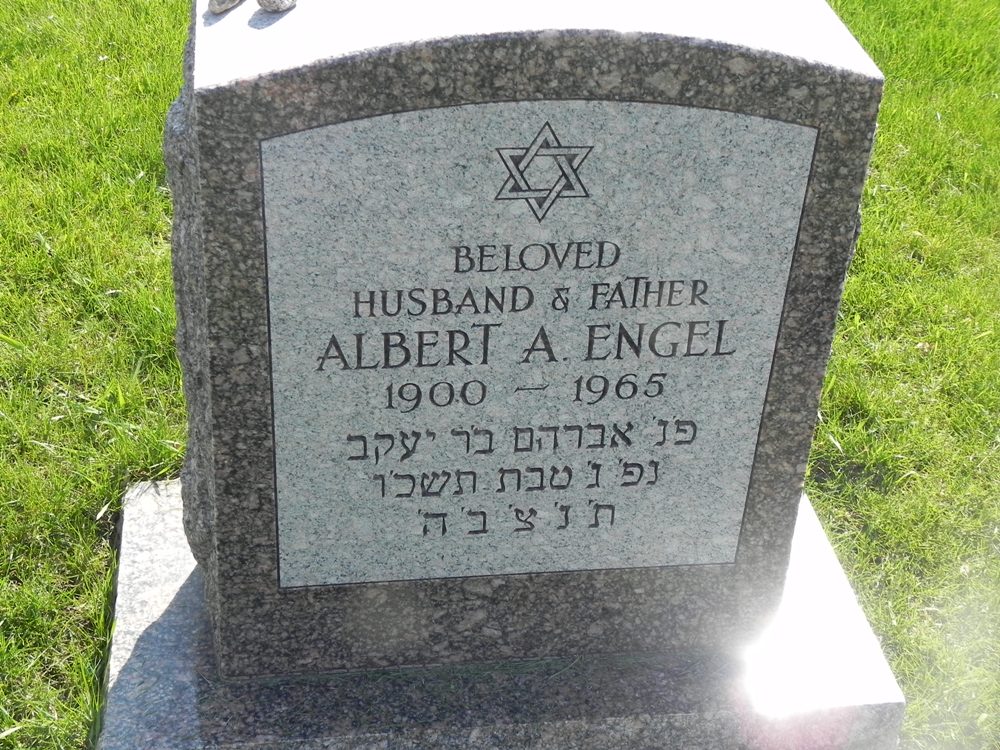 BELOVED
HUSBAND & FATHER
ALBERT A. ENGEL
1900 – 1965
פ'נ' אברהם ב'ר יעקב
נפ' ג' טבת תשכ'ו
ת' נ' צ' ב' ה'